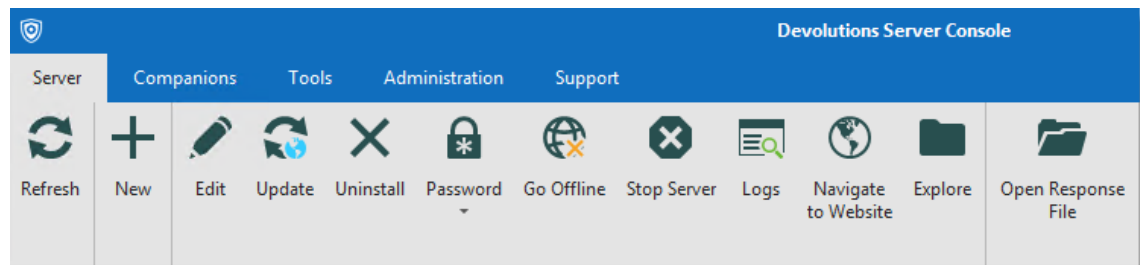 Devolutions Server Console
Server Companions Tools Administration Support
Refresh New Edit Update Uninstall Password Go Offline Stop Server Logs Navigate to Website Explore Open Response File